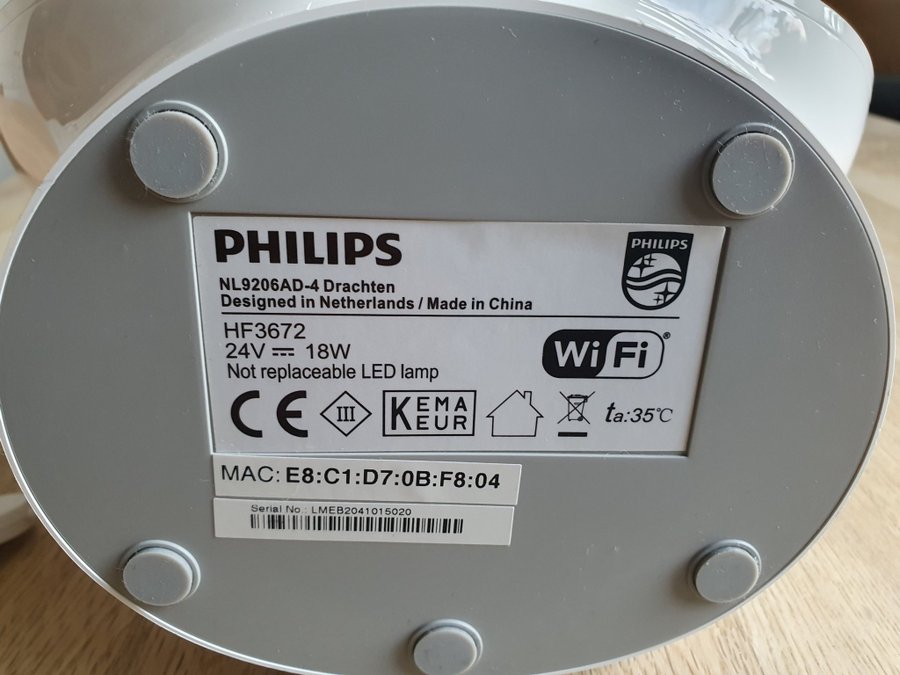 PHILIPS
PHILIPS
NL9206AD-4 Drachten
Designed in Netherlands / Made in China
HF3672
24V ⎓ 18W
Not replaceable LED lamp
WiFi®
CE III KEMA KEUR ta:35°C
MAC: E8:C1:D7:0B:F8:04
Serial No.: LMEB2041015020